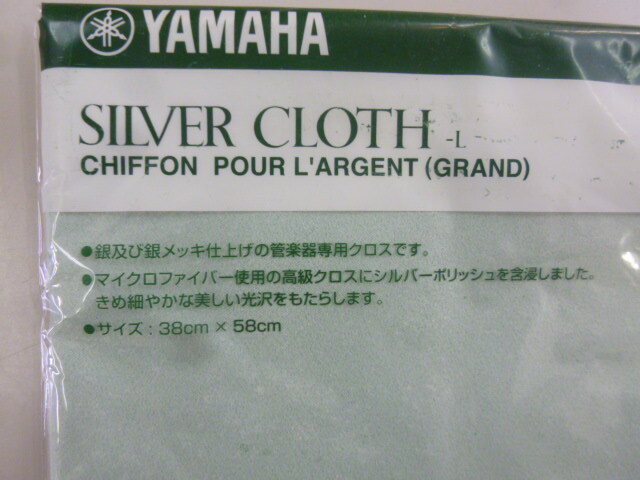 YAMAHA
SILVER CLOTH -L
CHIFFON POUR L'ARGENT (GRAND)
●銀及び銀メッキ仕上げの管楽器専用クロスです。
●マイクロファイバー使用の高級クロスにシルバーポリッシュを含浸しました。
きめ細やかな美しい光沢をもたらします。
●サイズ：38cm×58cm